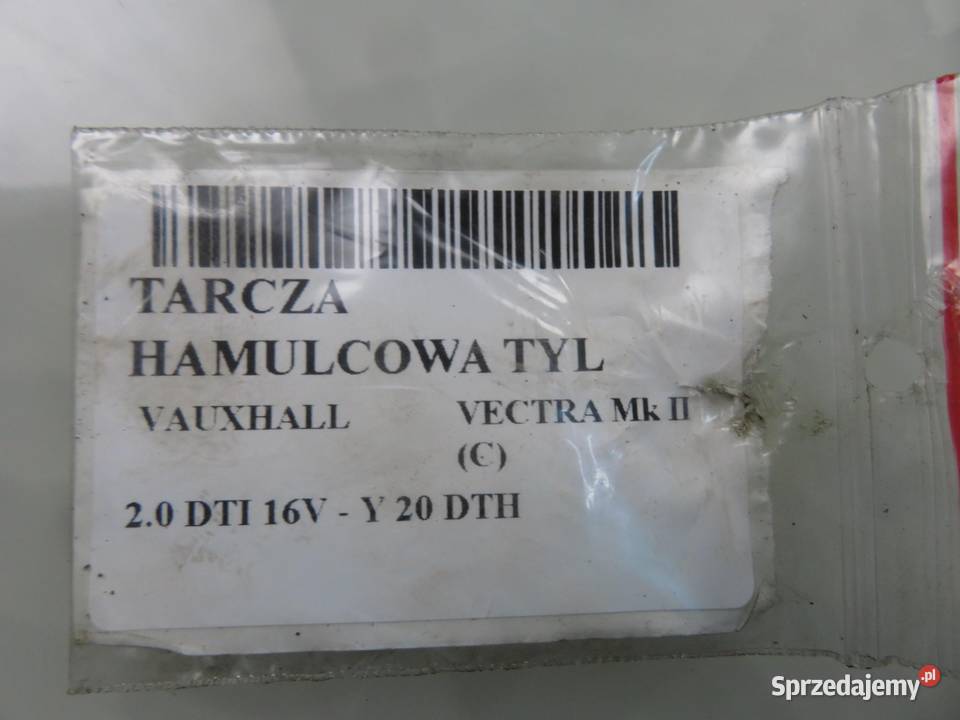 TARCZA
HAMULCOWA TYL
VAUXHALL VECTRA Mk II
(C)
2.0 DTI 16V - Y 20 DTH
Sprzedajemy.pl